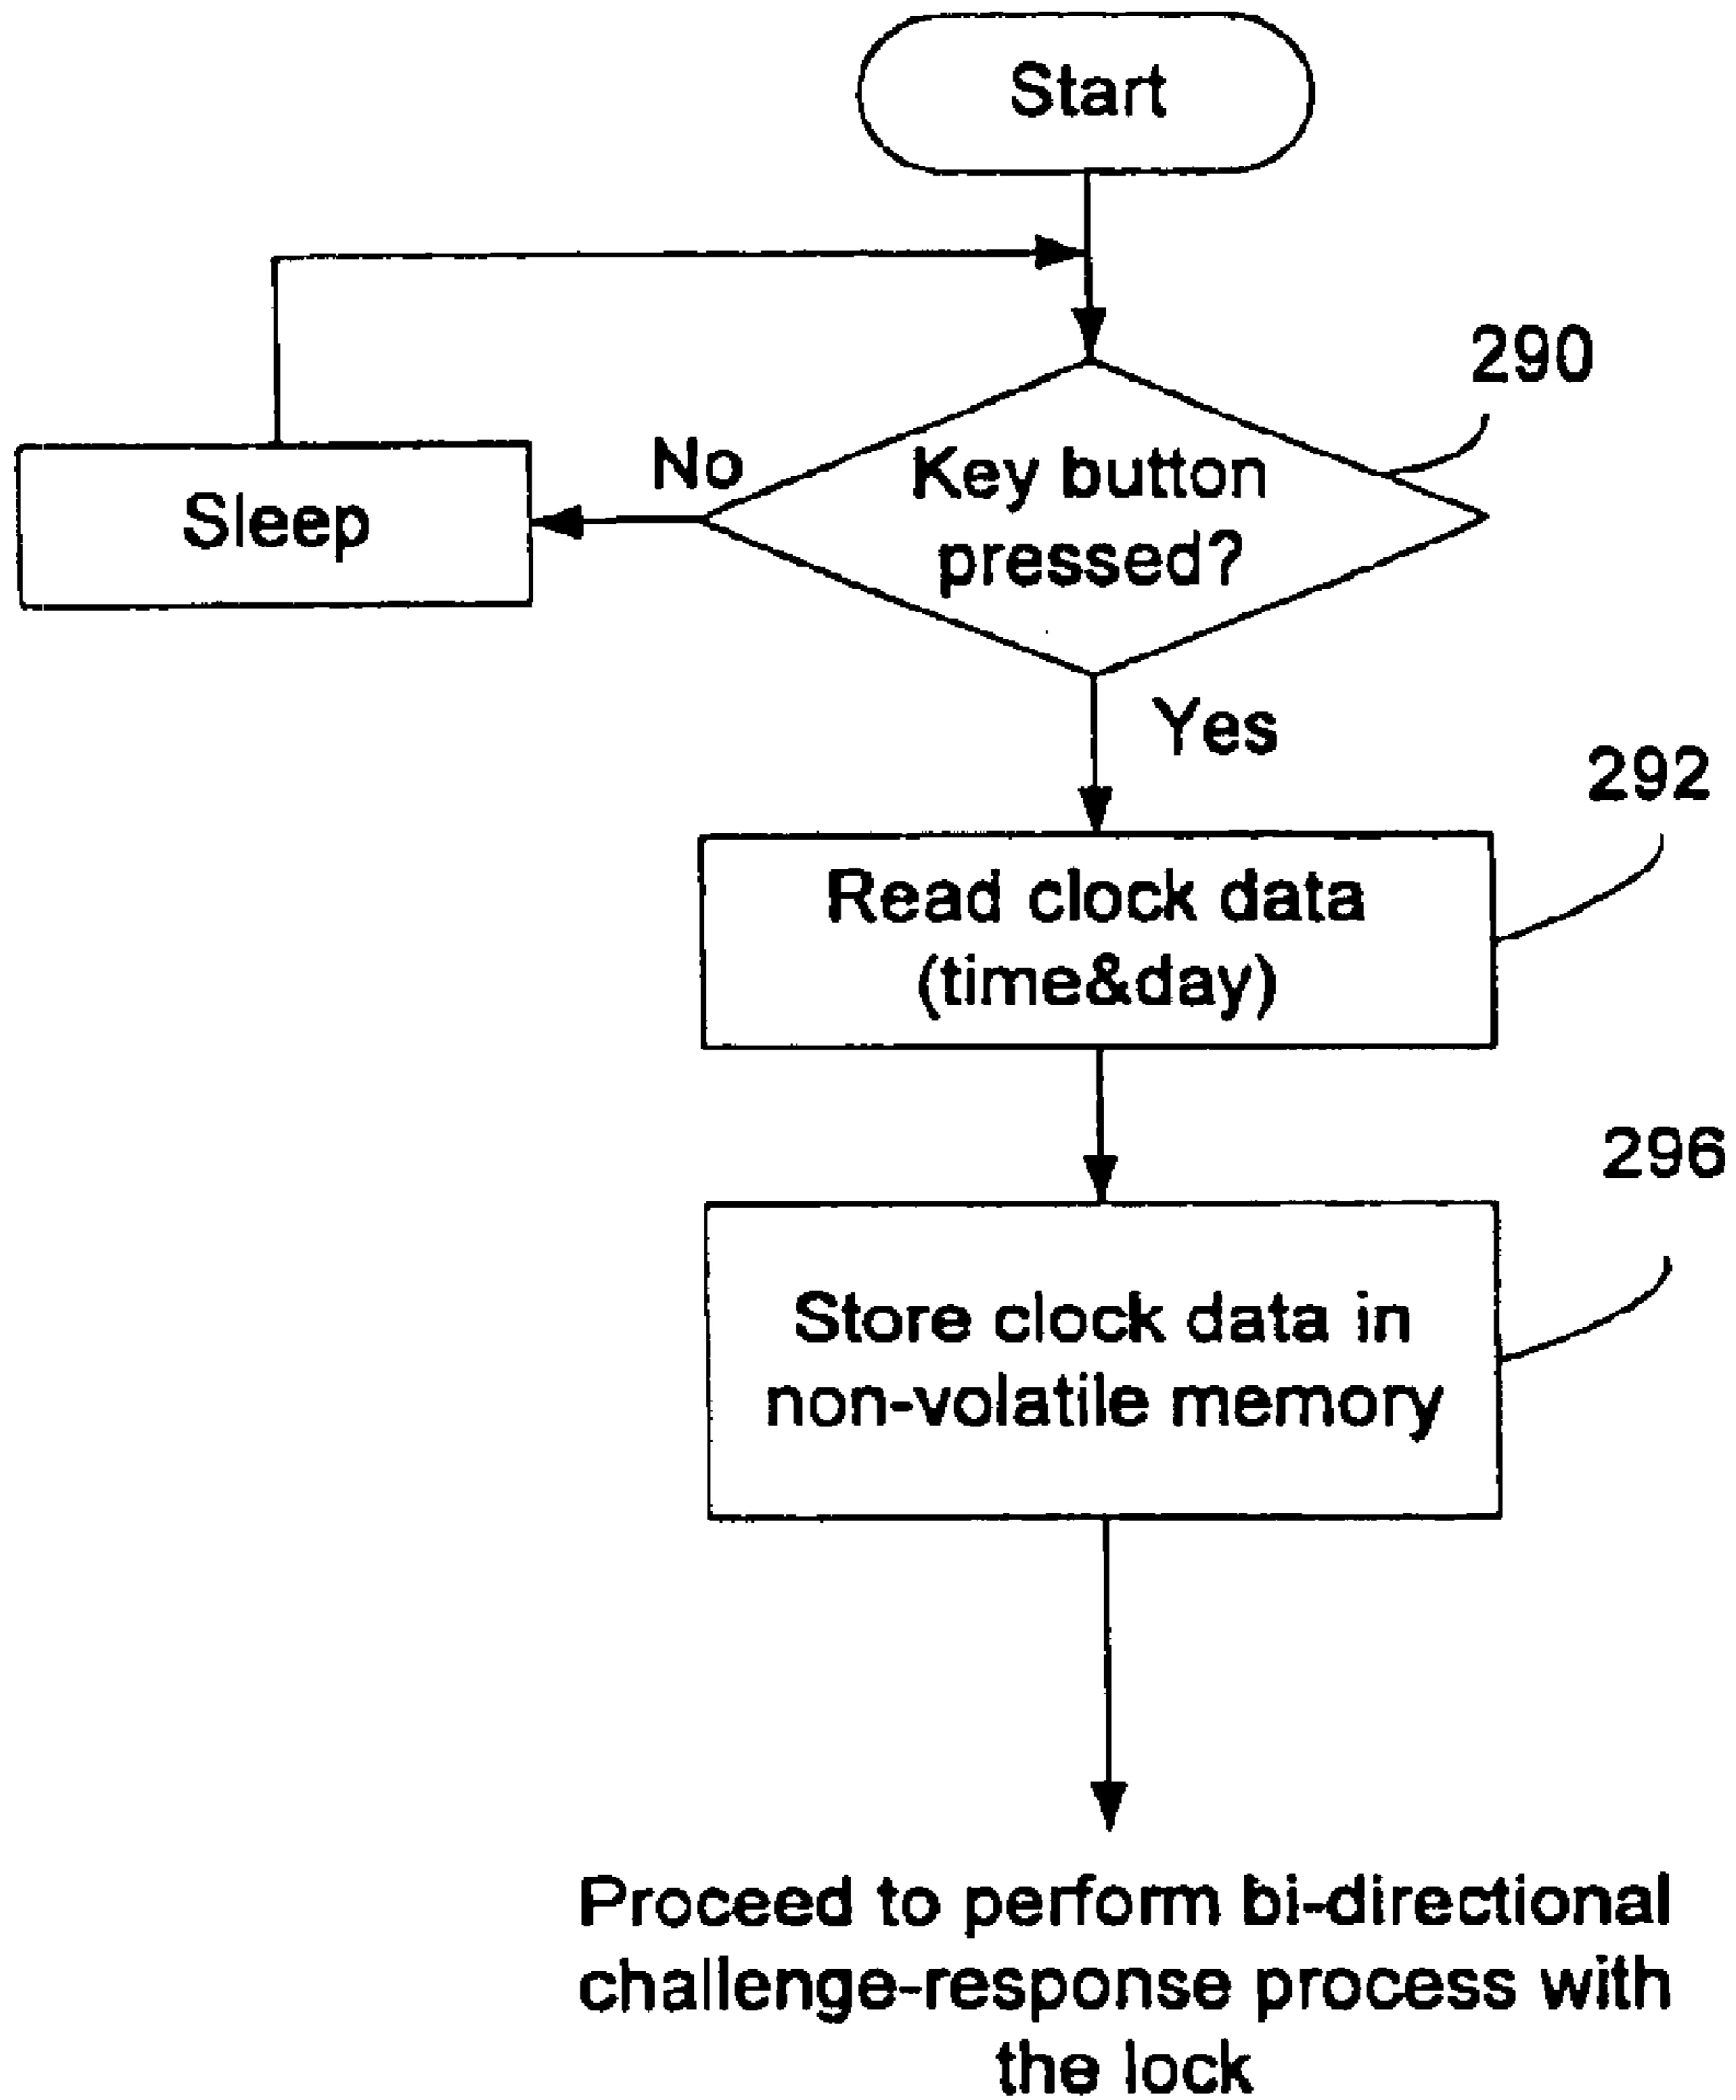 Start
290
No
Key button
pressed?
Sleep
Yes
292
Read clock data
(time&day)
296
Store clock data in
non-volatile memory
Proceed to perform bi-directional
challenge-response process with
the lock